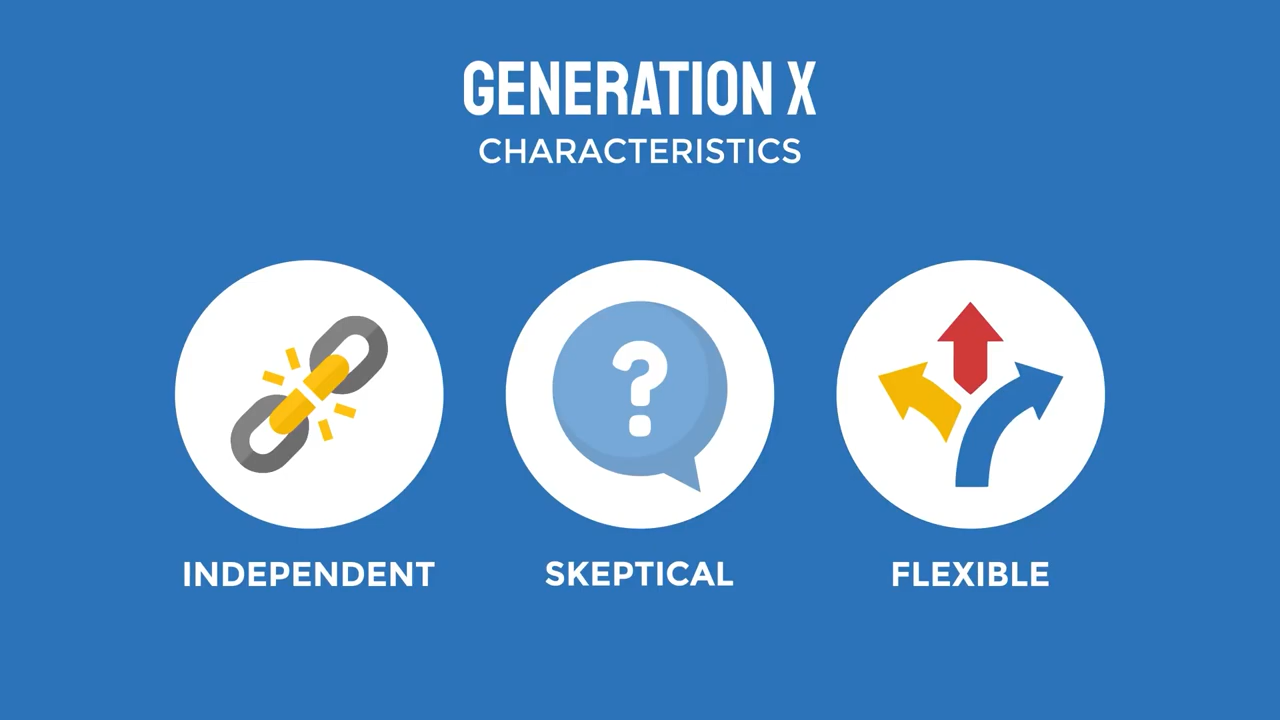 GENERATION X
CHARACTERISTICS
?
INDEPENDENT
SKEPTICAL
FLEXIBLE